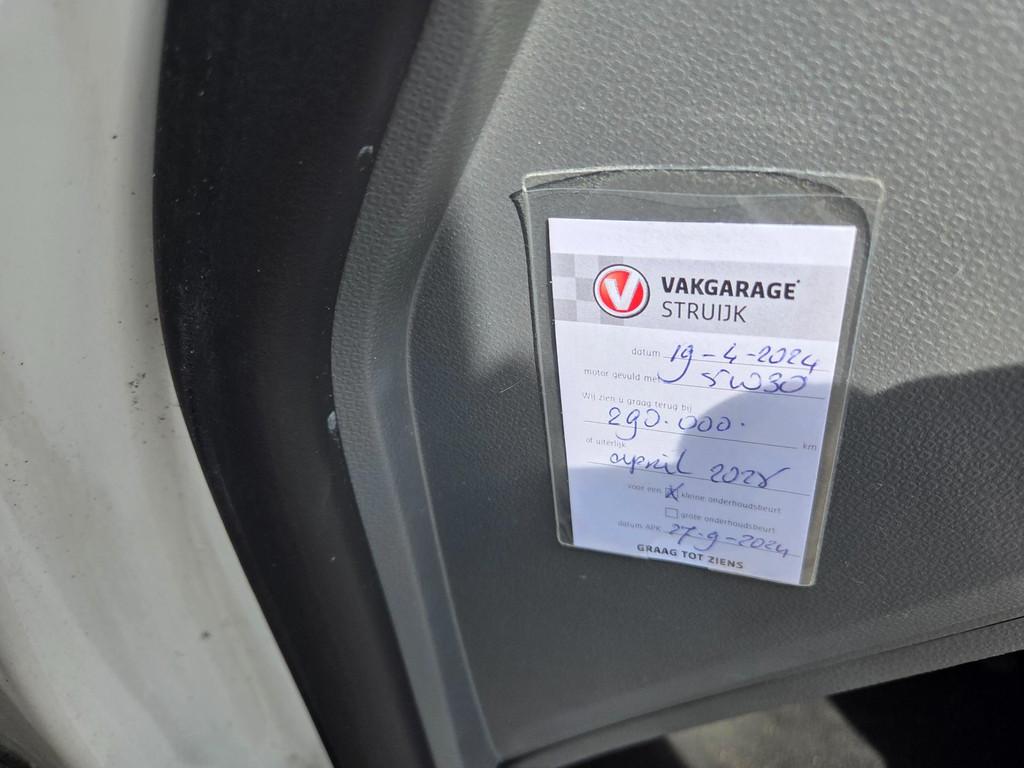 V VAKGARAGE
STRUIJK
datum 19-4-2024
motor gevuld met 5W30
Wij zien u graag terug bij
290.000. km
of uiterlijk
april 2025
voor een X kleine onderhoudsbeurt
grote onderhoudsbeurt
datum APK 27-9-2024
GRAAG TOT ZIENS